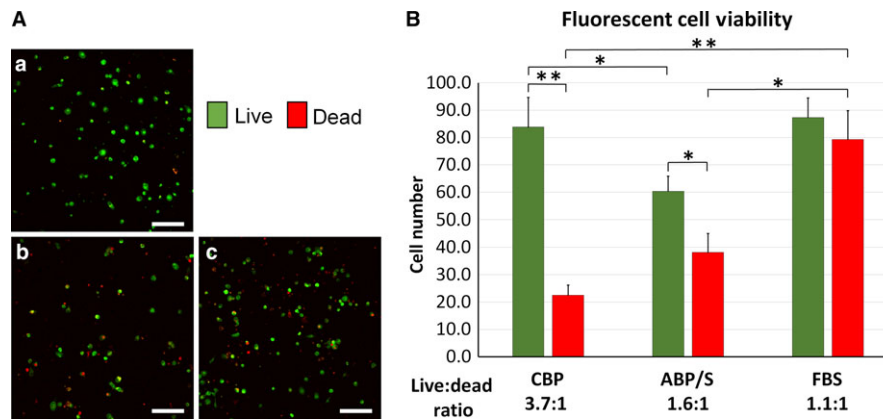 A
a
Live
Dead
b
c
B
Fluorescent cell viability
**
*
**
*
*
Cell number
100.0
90.0
80.0
70.0
60.0
50.0
40.0
30.0
20.0
10.0
0.0
CBP ABP/S FBS
Live:dead ratio
3.7:1 1.6:1 1.1:1